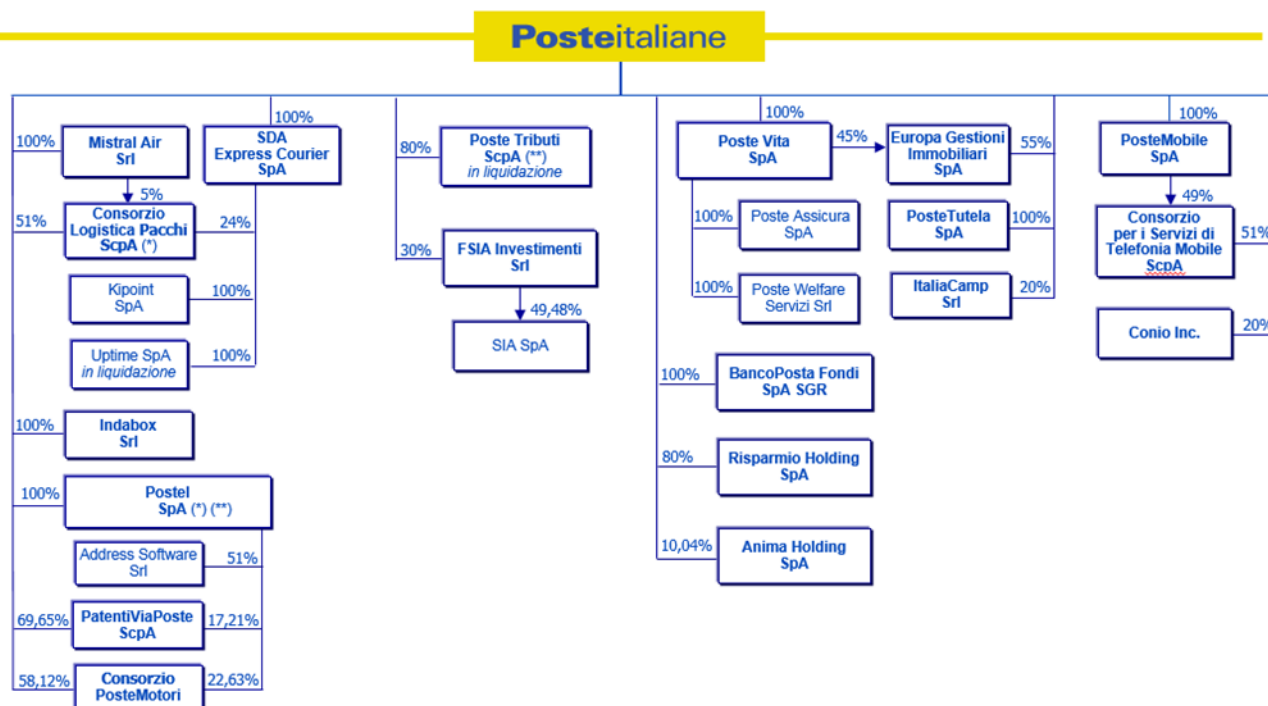 Posteitaliane
100%
Mistral Air
Srl
5%
51%
Consorzio
Logistica Pacchi
ScpA (*)
24%
100%
SDA
Express Courier
SpA
Kipoint
SpA
100%
Uptime SpA
in liquidazione
100%
100%
Indabox
Srl
100%
Postel
SpA (*) (**)
Address Software
Srl
51%
69,65%
PatentiViaPoste
ScpA
17,21%
58,12%
Consorzio
PosteMotori
22,63%
80%
Poste Tributi
ScpA (**)
in liquidazione
30%
FSIA Investimenti
Srl
49,48%
SIA SpA
100%
Poste Vita
SpA
45%
Europa Gestioni
Immobiliari
SpA
55%
100%
Poste Assicura
SpA
PosteTutela
SpA
100%
100%
Poste Welfare
Servizi Srl
ItaliaCamp
Srl
20%
100%
BancoPosta Fondi
SpA SGR
80%
Risparmio Holding
SpA
10,04%
Anima Holding
SpA
100%
PosteMobile
SpA
49%
Consorzio
per i Servizi di
Telefonia Mobile
ScpA
51%
Conio Inc.
20%